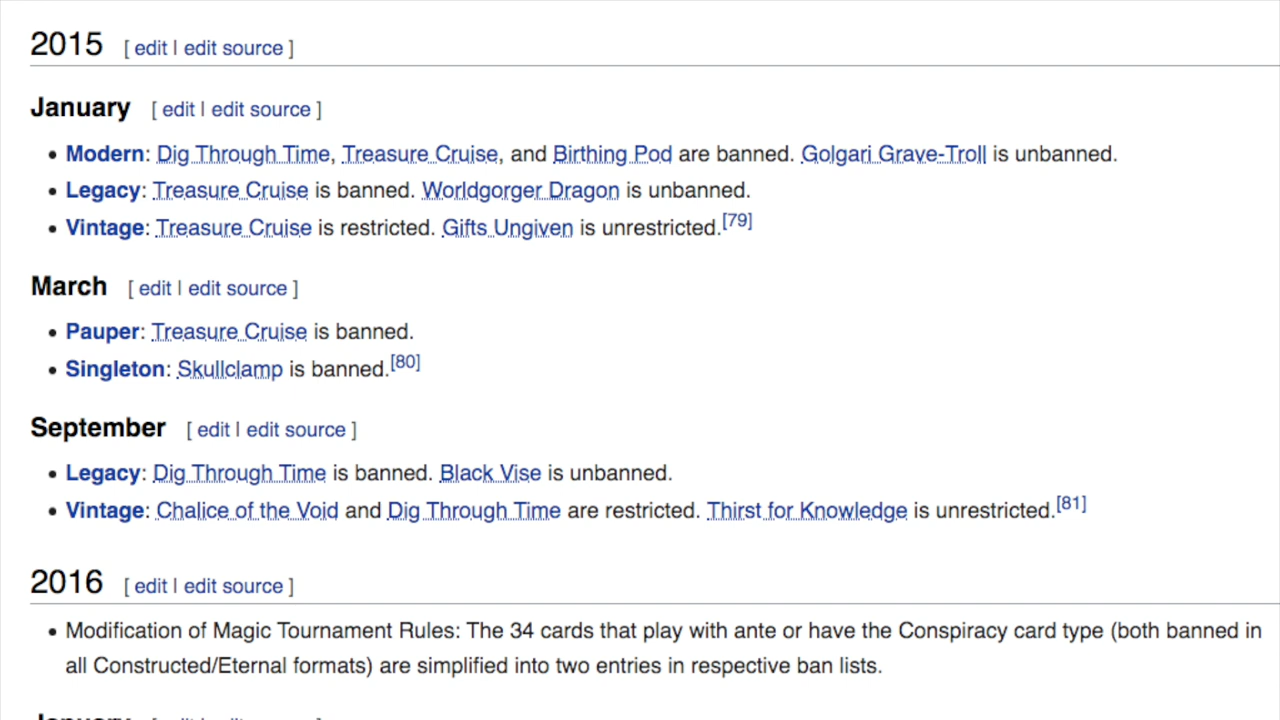 2015 [ edit | edit source ]
January [ edit | edit source ]
• Modern: Dig Through Time, Treasure Cruise, and Birthing Pod are banned. Golgari Grave-Troll is unbanned.
• Legacy: Treasure Cruise is banned. Worldgorger Dragon is unbanned.
• Vintage: Treasure Cruise is restricted. Gifts Ungiven is unrestricted.[79]
March [ edit | edit source ]
• Pauper: Treasure Cruise is banned.
• Singleton: Skullclamp is banned.[80]
September [ edit | edit source ]
• Legacy: Dig Through Time is banned. Black Vise is unbanned.
• Vintage: Chalice of the Void and Dig Through Time are restricted. Thirst for Knowledge is unrestricted.[81]
2016 [ edit | edit source ]
• Modification of Magic Tournament Rules: The 34 cards that play with ante or have the Conspiracy card type (both banned in
all Constructed/Eternal formats) are simplified into two entries in respective ban lists.